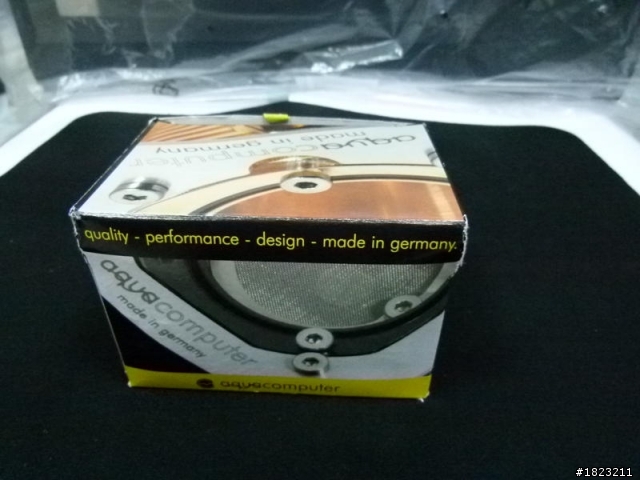 aquacomputer
made in germany
quality - performance - design - made in germany.
aquacomputer
made in germany
aquacomputer
#1823211